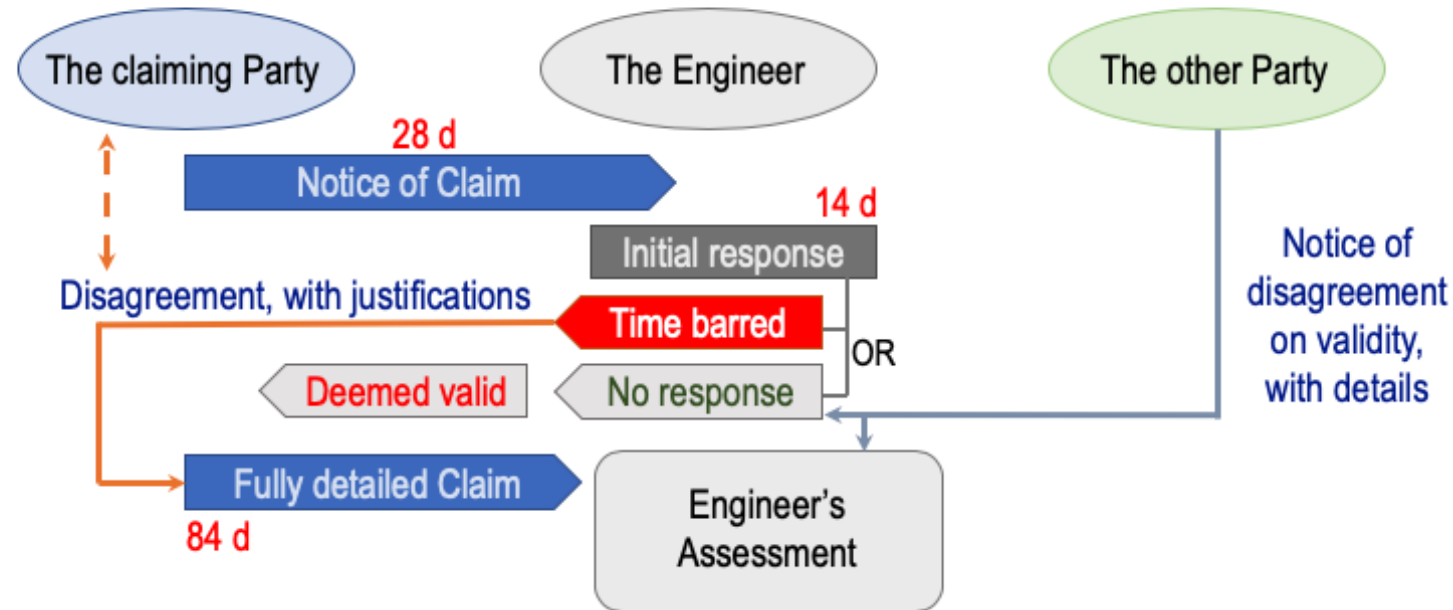 The claiming Party
The Engineer
The other Party
28 d
Notice of Claim
14 d
Initial response
Disagreement, with justifications
Time barred
OR
Deemed valid
No response
Notice of
disagreement
on validity,
with details
Fully detailed Claim
84 d
Engineer’s
Assessment